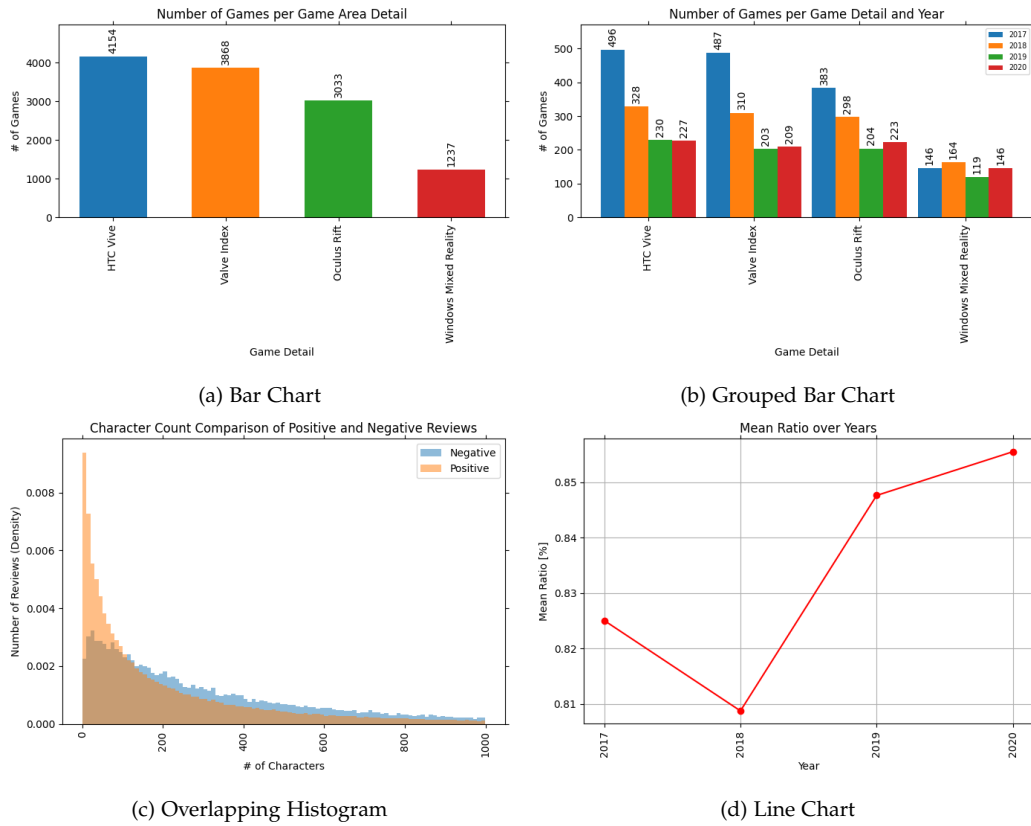 Number of Games per Game Area Detail
# of Games
4000
3000
2000
1000
0
4154
3868
3033
1237
HTC Vive
Valve Index
Oculus Rift
Windows Mixed Reality
Game Detail
(a) Bar Chart
Number of Games per Game Detail and Year
# of Games
500
400
300
200
100
0
2017
2018
2019
2020
496
328
230
227
487
310
203
209
383
298
204
223
146
164
119
146
HTC Vive
Valve Index
Oculus Rift
Windows Mixed Reality
Game Detail
(b) Grouped Bar Chart
Character Count Comparison of Positive and Negative Reviews
Number of Reviews (Density)
0.008
0.006
0.004
0.002
0.000
Negative
Positive
0
200
400
600
800
1000
# of Characters
(c) Overlapping Histogram
Mean Ratio over Years
Mean Ratio [%]
0.85
0.84
0.83
0.82
0.81
2017
2018
2019
2020
Year
(d) Line Chart